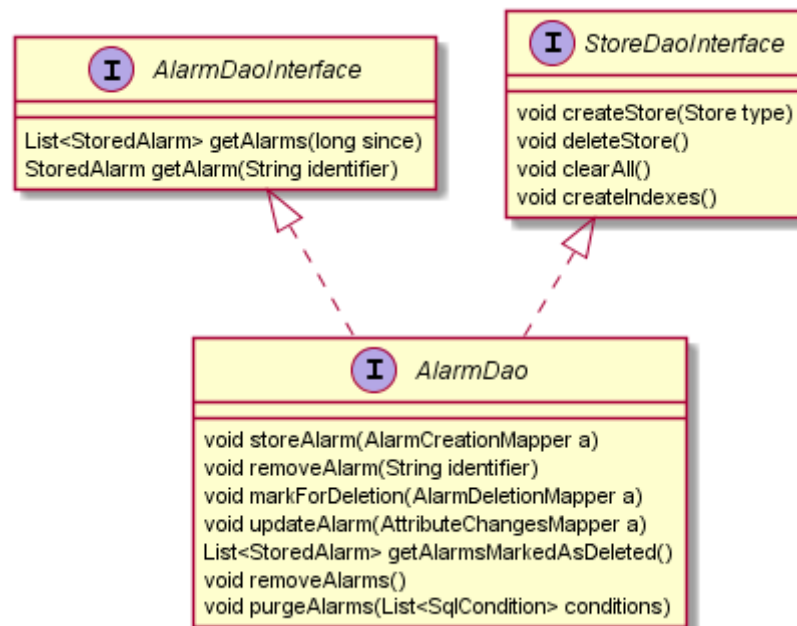 I AlarmDaoInterface
List<StoredAlarm> getAlarms(long since)
StoredAlarm getAlarm(String identifier)
I StoreDaoInterface
void createStore(Store type)
void deleteStore()
void clearAll()
void createIndexes()
I AlarmDao
void storeAlarm(AlarmCreationMapper a)
void removeAlarm(String identifier)
void markForDeletion(AlarmDeletionMapper a)
void updateAlarm(AttributeChangesMapper a)
List<StoredAlarm> getAlarmsMarkedAsDeleted()
void removeAlarms()
void purgeAlarms(List<SqlCondition> conditions)